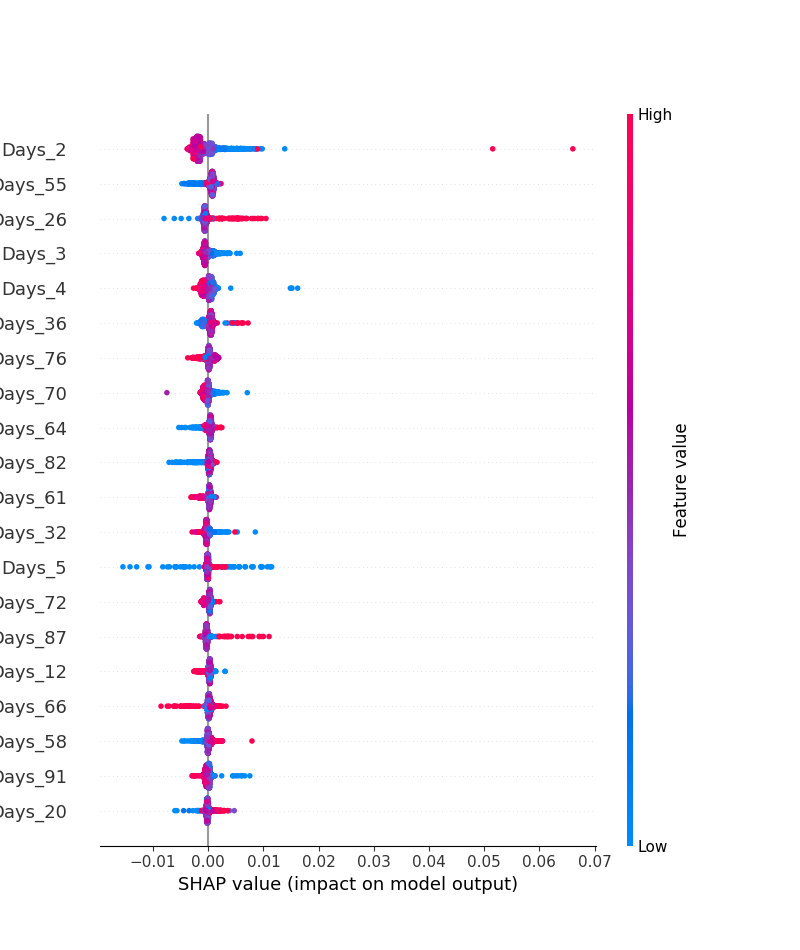 High
Days_2
Days_55
Days_26
Days_3
Days_4
Days_36
Days_76
Days_70
Days_64
Days_82
Days_61
Days_32
Days_5
Days_72
Days_87
Days_12
Days_66
Days_58
Days_91
Days_20
Feature value
Low
−0.01 0.00 0.01 0.02 0.03 0.04 0.05 0.06 0.07
SHAP value (impact on model output)